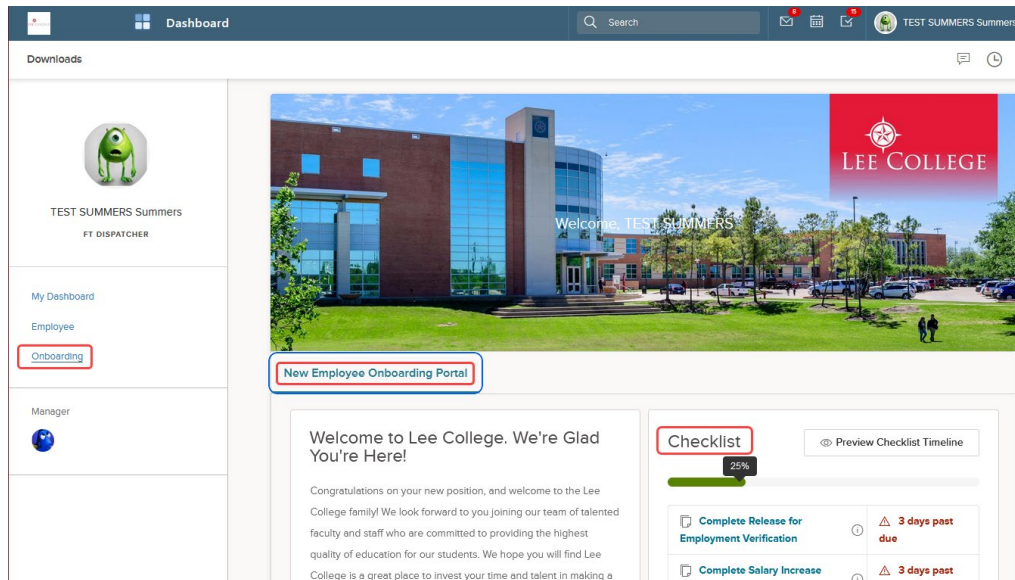 Dashboard
Search
8
15
TEST SUMMERS Summers
Downloads
LEE COLLEGE
Welcome, TEST SUMMERS
TEST SUMMERS Summers
FT DISPATCHER
My Dashboard
Employee
Onboarding
Manager
New Employee Onboarding Portal
Welcome to Lee College. We're Glad
You're Here!
Congratulations on your new position, and welcome to the Lee
College family! We look forward to you joining our team of talented
faculty and staff who are committed to providing the highest
quality of education for our students. We hope you will find Lee
College is a great place to invest your time and talent in making a
Checklist
Preview Checklist Timeline
25%
Complete Release for
Employment Verification
3 days past
due
Complete Salary Increase
3 days past